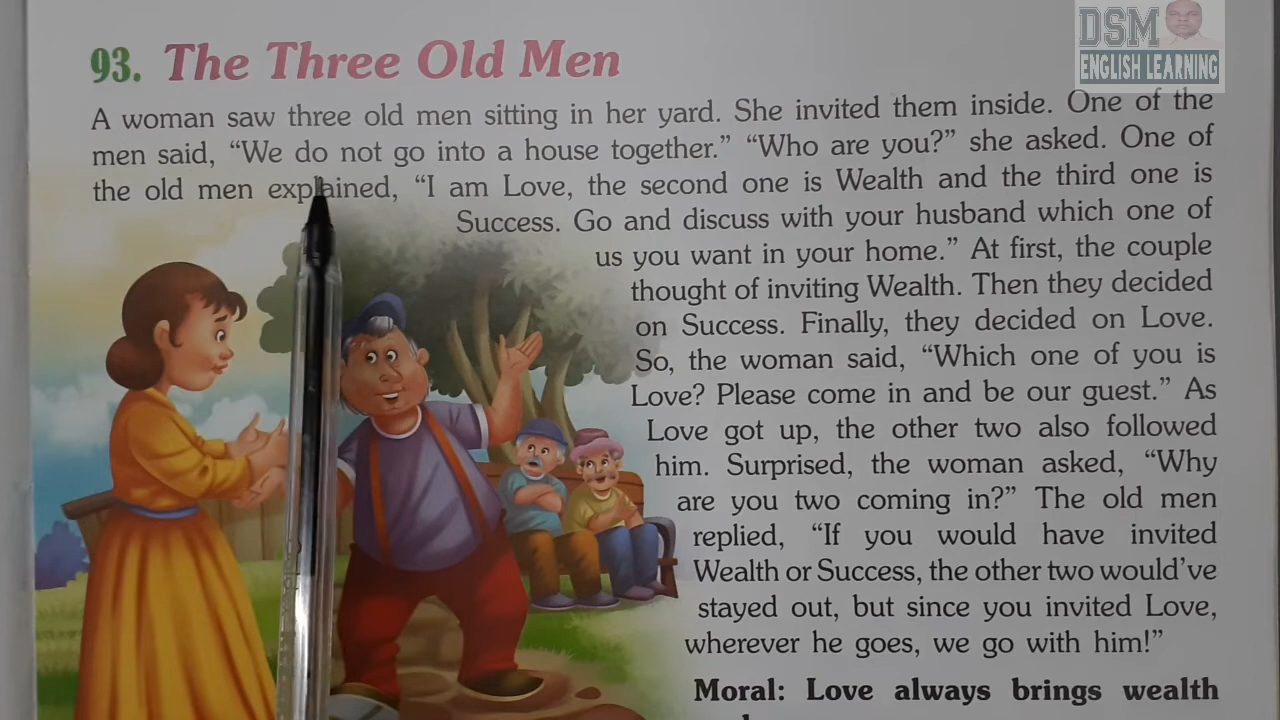 DSM
ENGLISH LEARNING
93. The Three Old Men
A woman saw three old men sitting in her yard. She invited them inside. One of the
men said, “We do not go into a house together.” “Who are you?” she asked. One of
the old men explained, “I am Love, the second one is Wealth and the third one is
Success. Go and discuss with your husband which one of
us you want in your home.” At first, the couple
thought of inviting Wealth. Then they decided
on Success. Finally, they decided on Love.
So, the woman said, “Which one of you is
Love? Please come in and be our guest.” As
Love got up, the other two also followed
him. Surprised, the woman asked, “Why
are you two coming in?” The old men
replied, “If you would have invited
Wealth or Success, the other two would’ve
stayed out, but since you invited Love,
wherever he goes, we go with him!”
Moral: Love always brings wealth